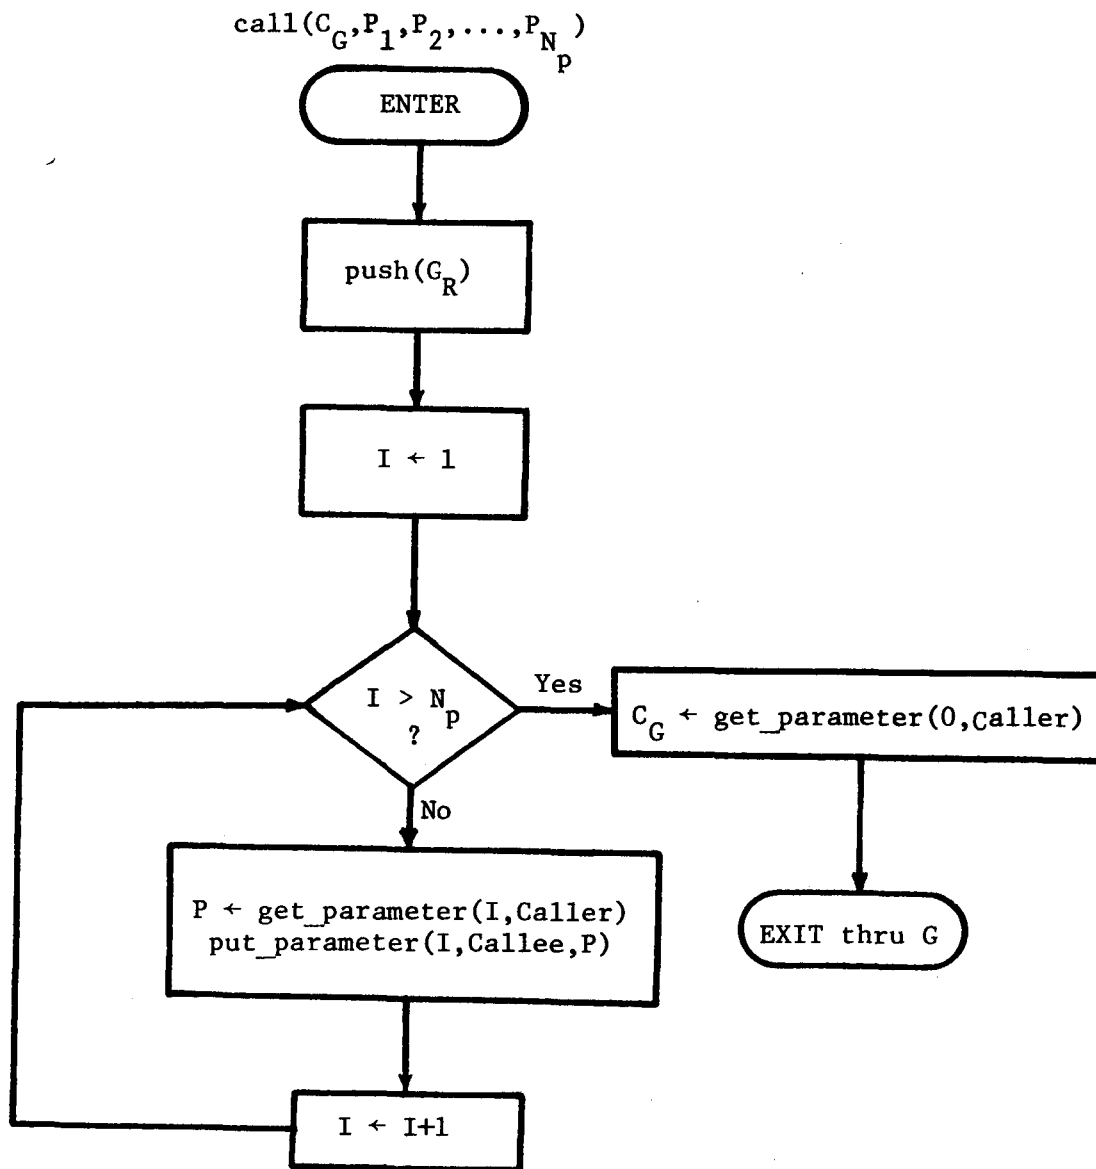 call(C_G,P_1,P_2,...,P_N_p)
ENTER
push(G_R)
I ← 1
I > N_p
?
Yes
C_G ← get_parameter(0,Caller)
No
P ← get_parameter(I,Caller)
put_parameter(I,Callee,P)
EXIT thru G
I ← I+1